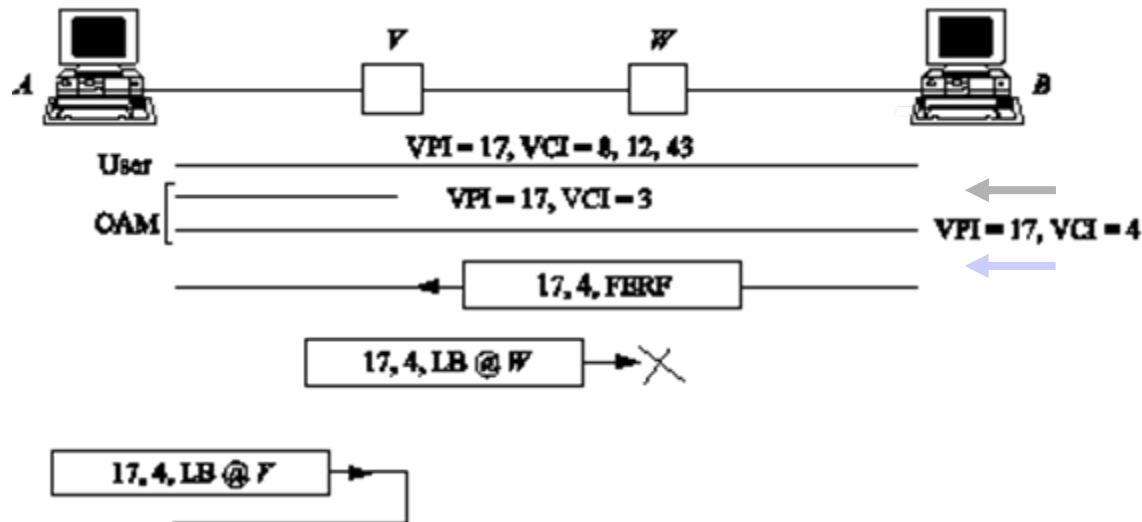 V
W
A
B
VPI = 17, VCI = 8, 12, 43
User
VPI = 17, VCI = 3
OAM
VPI = 17, VCI = 4
17, 4, FERF
17, 4, LB @ W
17, 4, LB @ V